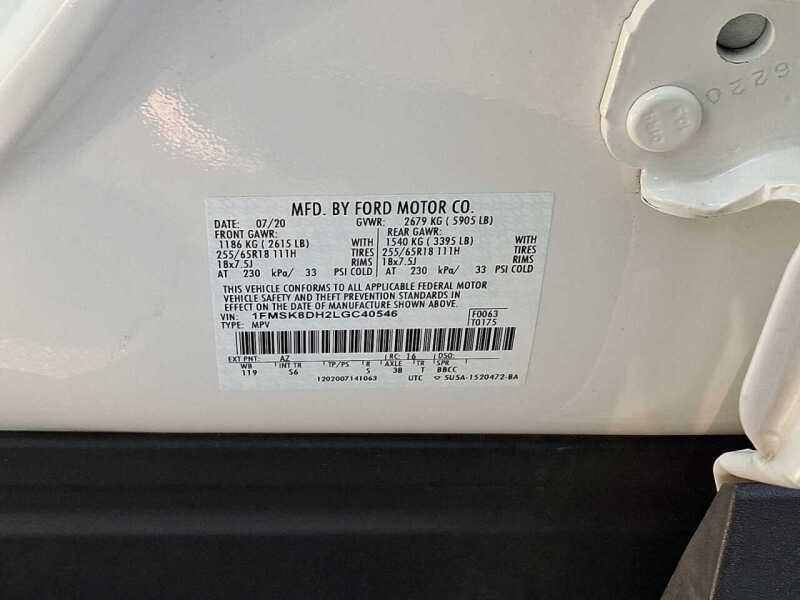 6220
MFD. BY FORD MOTOR CO.
DATE: 07/20 GVWR: 2679 KG ( 5905 LB)
FRONT GAWR: REAR GAWR:
1186 KG ( 2615 LB) WITH 1540 KG ( 3395 LB) WITH
255/65R18 111H TIRES 255/65R18 111H TIRES
18x7.5J RIMS 18x7.5J RIMS
AT 230 kPa/ 33 PSI COLD AT 230 kPa/ 33 PSI COLD
THIS VEHICLE CONFORMS TO ALL APPLICABLE FEDERAL MOTOR
VEHICLE SAFETY AND THEFT PREVENTION STANDARDS IN
EFFECT ON THE DATE OF MANUFACTURE SHOWN ABOVE.
VIN: 1FMSK8DH2LGC40546 F0063
TYPE: MPV T0175
EXT PNT: AZ RC: 16 DSO:
WB INT TR TP/PS R AXLE TR SPR
119 S6 5 3B T BBCC
1202007141063 UTC 5U5A-1520472-BA